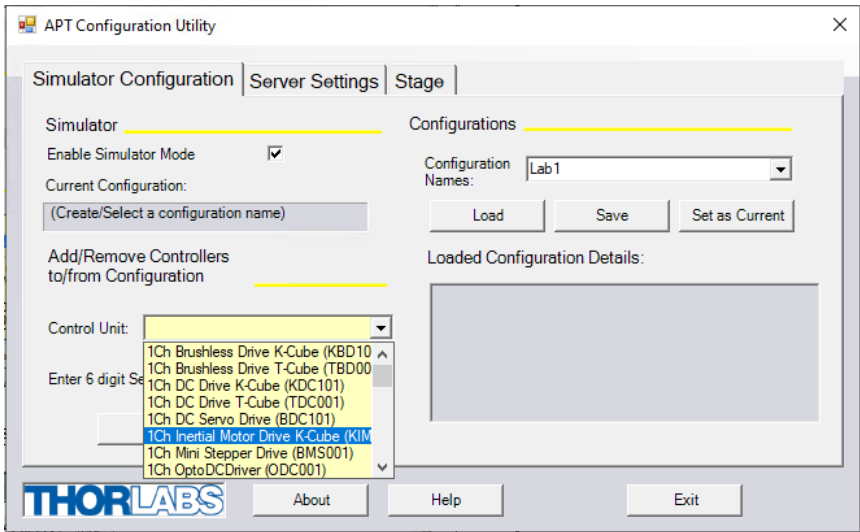 APT Configuration Utility
Simulator Configuration
Server Settings
Stage
Simulator
Enable Simulator Mode
Current Configuration:
(Create/Select a configuration name)
Add/Remove Controllers
to/from Configuration
Control Unit:
1Ch Brushless Drive K-Cube (KBD10
1Ch Brushless Drive T-Cube (TBD00
1Ch DC Drive K-Cube (KDC101)
1Ch DC Drive T-Cube (TDC001)
1Ch DC Servo Drive (BDC101)
1Ch Inertial Motor Drive K-Cube (KIM
1Ch Mini Stepper Drive (BMS001)
1Ch OptoDCDriver (ODC001)
Enter 6 digit Se
Configurations
Configuration
Names:
Lab1
Load
Save
Set as Current
Loaded Configuration Details:
THORLABS
About
Help
Exit